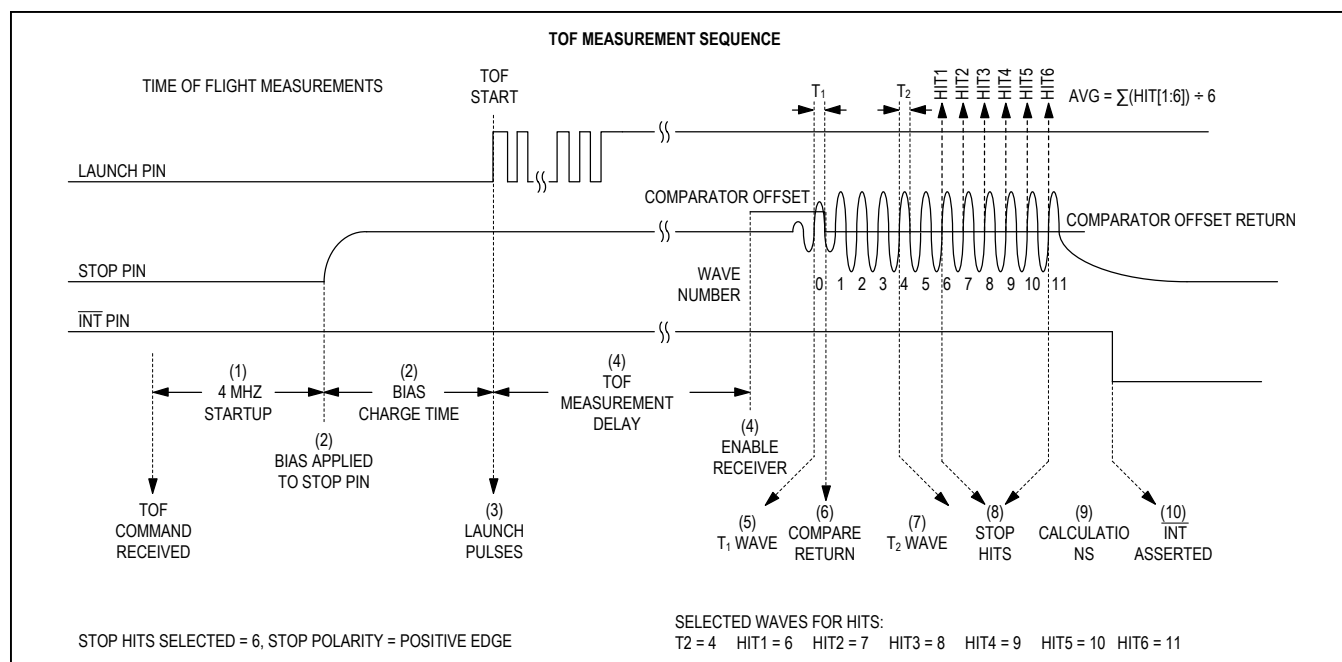 TOF MEASUREMENT SEQUENCE
TIME OF FLIGHT MEASUREMENTS
TOF
START
T1
T2
HIT1
HIT2
HIT3
HIT4
HIT5
HIT6
AVG = ∑(HIT[1:6]) ÷ 6
LAUNCH PIN
COMPARATOR OFFSET
COMPARATOR OFFSET RETURN
STOP PIN
WAVE
NUMBER
0 1 2 3 4 5 6 7 8 9 10 11
INT PIN
(1)
4 MHZ
STARTUP
(2)
BIAS
CHARGE TIME
(4)
TOF
MEASUREMENT
DELAY
(2)
BIAS APPLIED
TO STOP PIN
(4)
ENABLE
RECEIVER
TOF
COMMAND
RECEIVED
(3)
LAUNCH
PULSES
(5)
T1 WAVE
(6)
COMPARE
RETURN
(7)
T2 WAVE
(8)
STOP
HITS
(9)
CALCULATIO
NS
(10)
INT
ASSERTED
STOP HITS SELECTED = 6, STOP POLARITY = POSITIVE EDGE
SELECTED WAVES FOR HITS:
T2 = 4 HIT1 = 6 HIT2 = 7 HIT3 = 8 HIT4 = 9 HIT5 = 10 HIT6 = 11